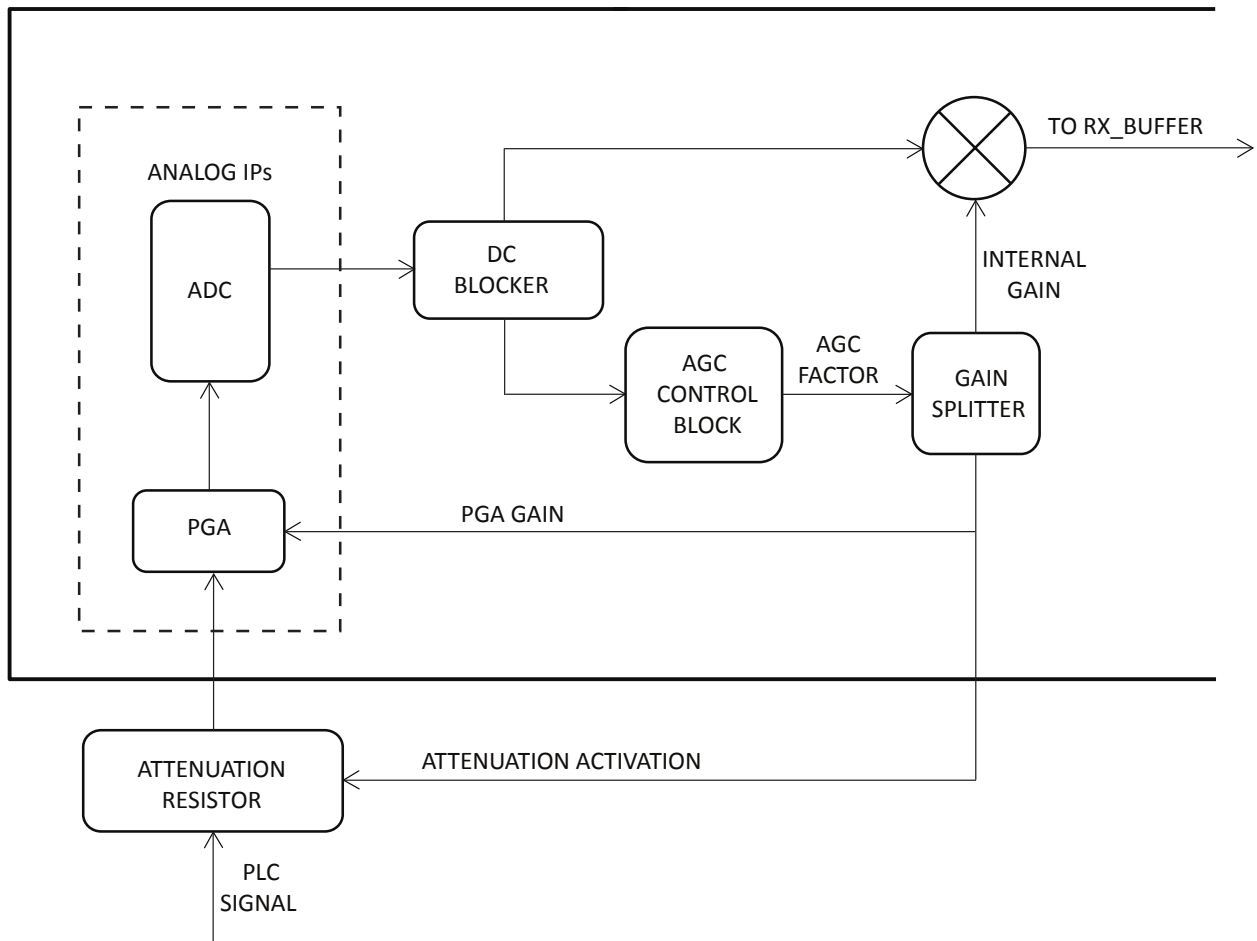 TO RX_BUFFER
ANALOG IPs
ADC
DC
BLOCKER
INTERNAL
GAIN
AGC
CONTROL
BLOCK
AGC
FACTOR
GAIN
SPLITTER
PGA
PGA GAIN
ATTENUATION
RESISTOR
ATTENUATION ACTIVATION
PLC
SIGNAL